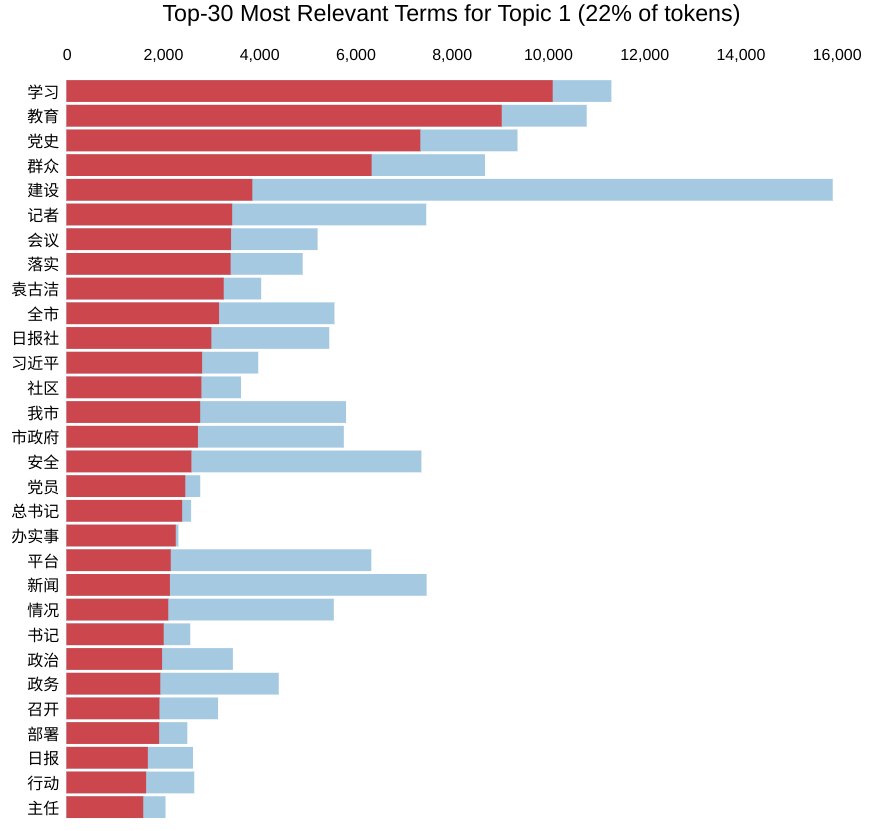 Top-30 Most Relevant Terms for Topic 1 (22% of tokens)
0 2,000 4,000 6,000 8,000 10,000 12,000 14,000 16,000
学习
教育
党史
群众
建设
记者
会议
落实
袁古洁
全市
日报社
习近平
社区
我市
市政府
安全
党员
总书记
办实事
平台
新闻
情况
书记
政治
政务
召开
部署
日报
行动
主任